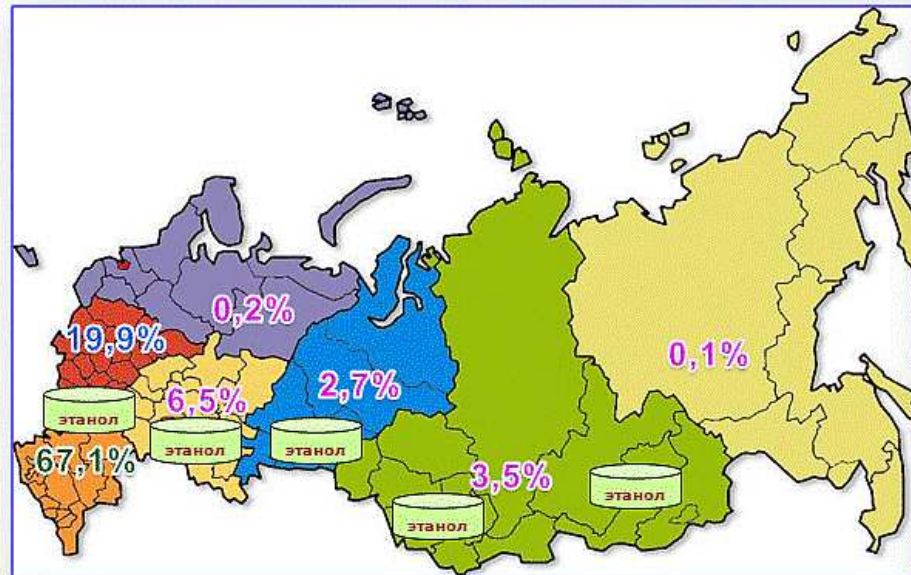 0,2%
19,9%
0,1%
2,7%
6,5%
этанол
этанол
этанол
67,1%
3,5%
этанол
этанол